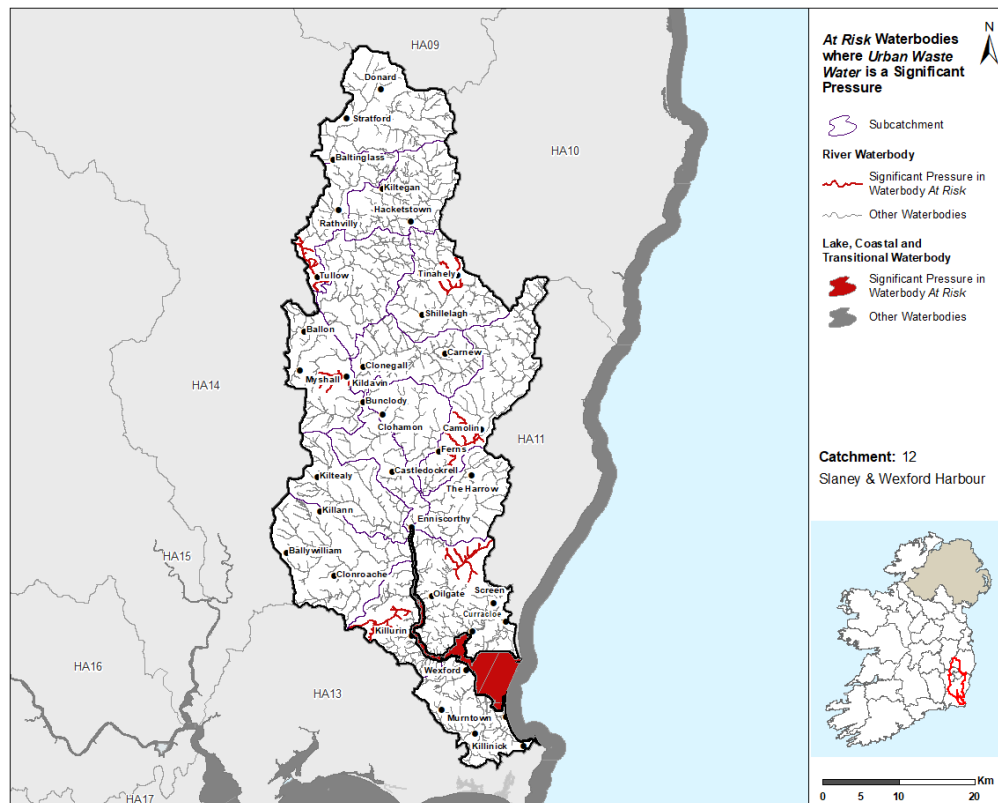 HA09
Donard
Stratford
HA10
Baltinglass
Kiltegan
Hacketstown
Rathvilly
Tullow
Tinahely
Shillelagh
Ballon
Carnew
Clonegall
HA14
Myshall
Kildavin
Bunclody
Clohamon
Camolin
HA11
Ferns
Castledockrell
Kiltealy
The Harrow
Killann
Enniscorthy
HA15
Ballywilliam
Clonroache
Screen
Oilgate
Curracloe
Killurin
HA16
Wexford
HA13
Murntown
Killinick
HA17
N
At Risk Waterbodies
where Urban Waste
Water is a Significant
Pressure
Subcatchment
River Waterbody
Significant Pressure in
Waterbody At Risk
Other Waterbodies
Lake, Coastal and
Transitional Waterbody
Significant Pressure in
Waterbody At Risk
Other Waterbodies
Catchment: 12
Slaney & Wexford Harbour
Km
0 5 10 20